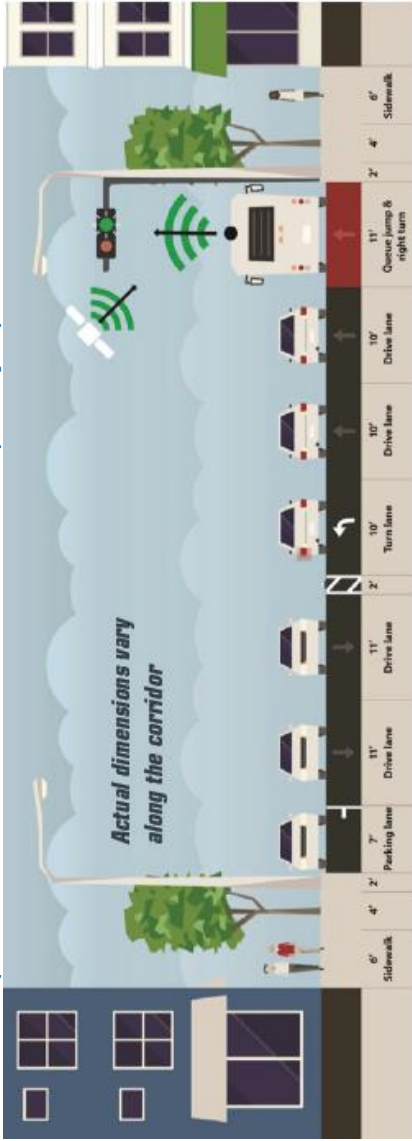 Actual dimensions vary
along the corridor
6'
4'
2'
7'
11'
11'
2'
10'
10'
10'
11'
2'
4'
6'
Sidewalk
Parking lane
Drive lane
Drive lane
Turn lane
Drive lane
Drive lane
Queue jump &
right turn
Sidewalk